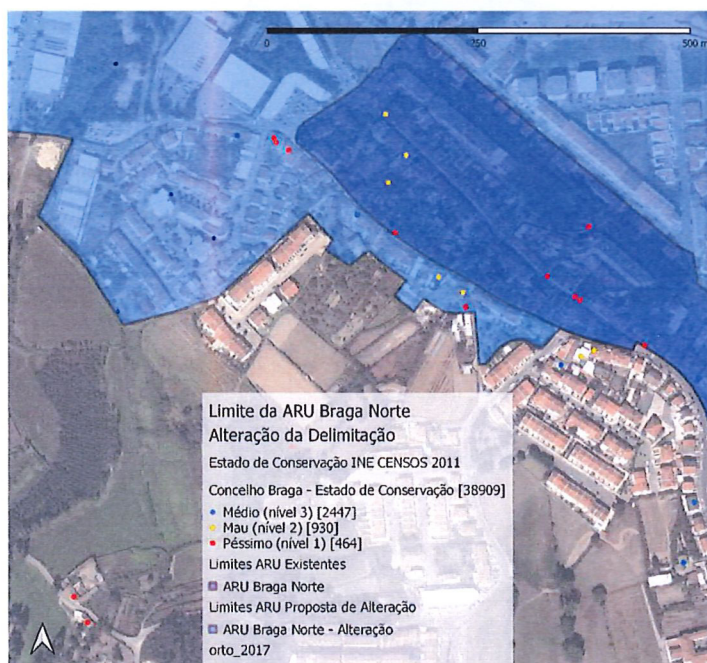 0 250 500 m
Limite da ARU Braga Norte
Alteração da Delimitação
Estado de Conservação INE CENSOS 2011
Concelho Braga - Estado de Conservação [38909]
Médio (nível 3) [2447]
Mau (nível 2) [930]
Péssimo (nível 1) [464]
Limites ARU Existentes
ARU Braga Norte
Limites ARU Proposta de Alteração
ARU Braga Norte - Alteração
orto_2017